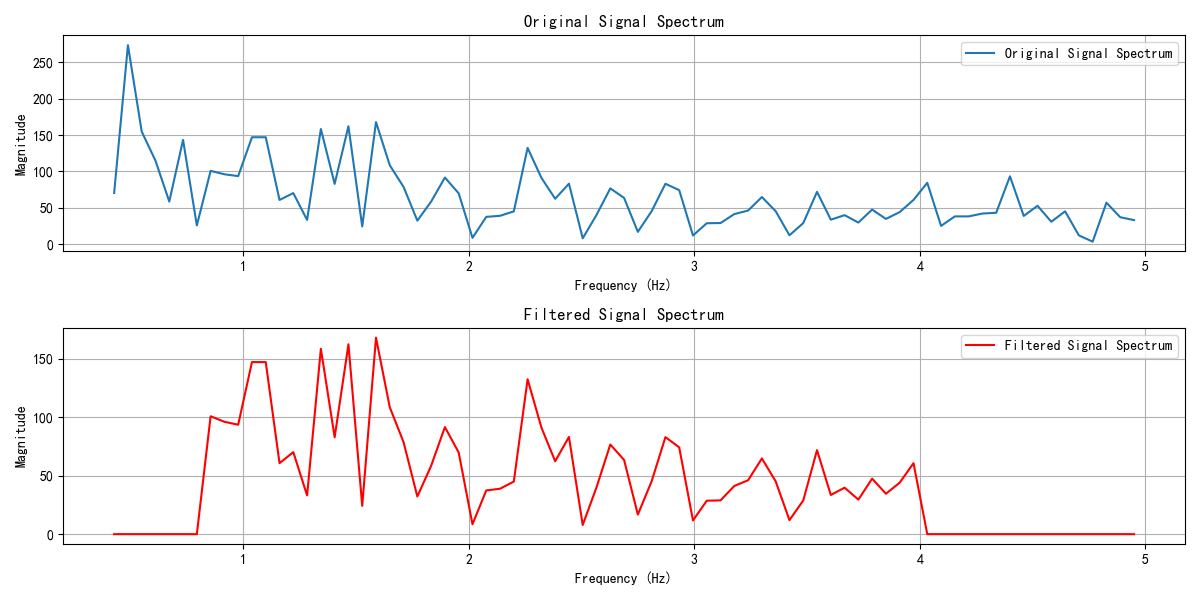 Original Signal Spectrum
Original Signal Spectrum
Magnitude
250
200
150
100
50
0
1 2 3 4 5
Frequency (Hz)
Filtered Signal Spectrum
Filtered Signal Spectrum
Magnitude
150
100
50
0
1 2 3 4 5
Frequency (Hz)